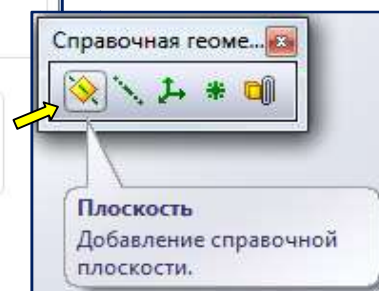 Справочная геоме...
Плоскость
Добавление справочной
плоскости.